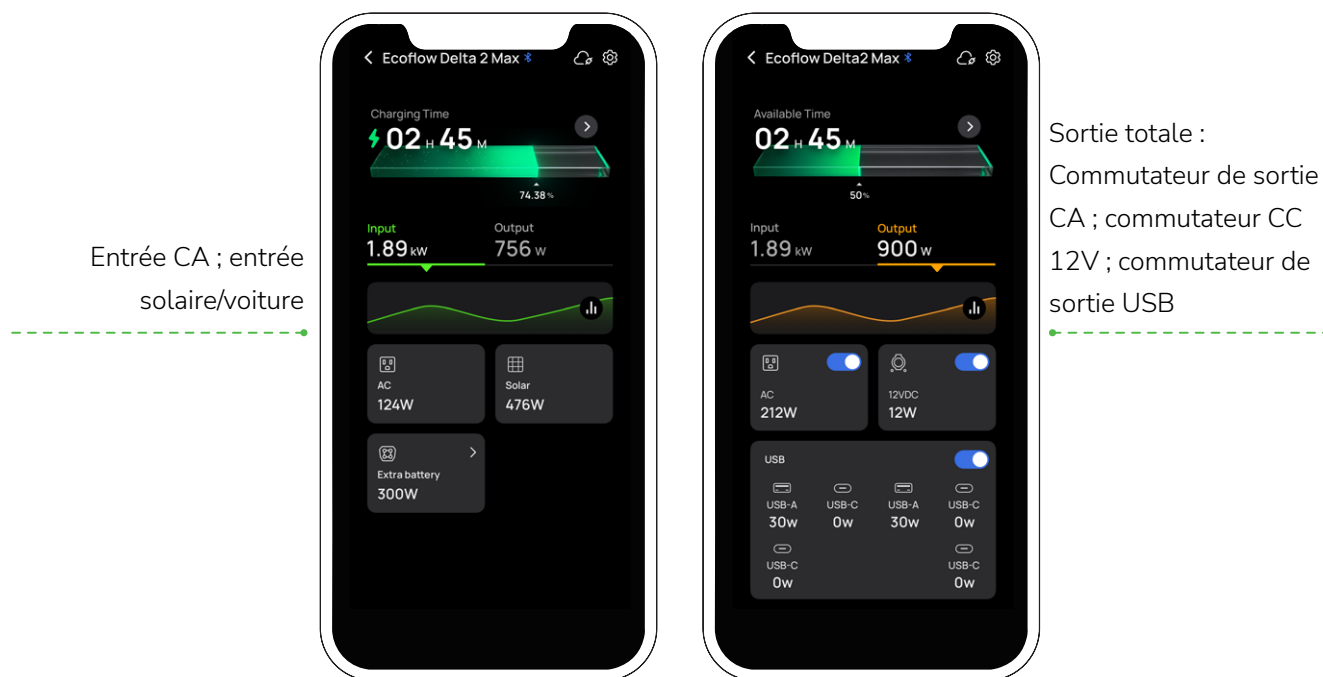 Entrée CA ; entrée
solaire/voiture
Ecoflow Delta 2 Max
Charging Time
02 H 45 M
74.38 %
Input Output
1.89 kW 756 W
AC Solar
124W 476W
Extra battery
300W
Ecoflow Delta2 Max
Available Time
02 H 45 M
50%
Input Output
1.89 kW 900 W
AC 12VDC
212W 12W
USB
USB-A USB-C USB-A USB-C
30w 0w 30w 0w
USB-C USB-C
0w 0w
Sortie totale :
Commutateur de sortie
CA ; commutateur CC
12V ; commutateur de
sortie USB